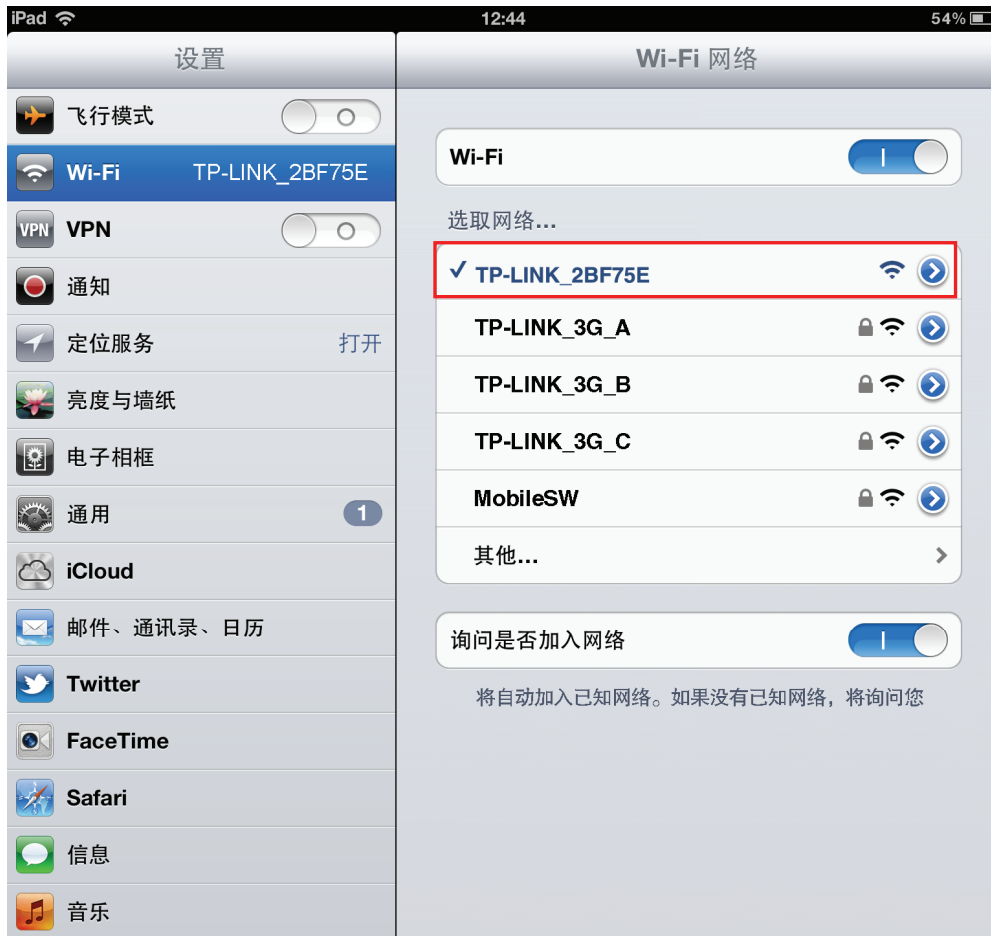 iPad 12:44 54%
设置
飞行模式
Wi-Fi TP-LINK_2BF75E
VPN VPN
通知
定位服务 打开
亮度与墙纸
电子相框
通用 1
iCloud
邮件、通讯录、日历
Twitter
FaceTime
Safari
信息
音乐
Wi-Fi 网络
Wi-Fi
选取网络...
TP-LINK_2BF75E
TP-LINK_3G_A
TP-LINK_3G_B
TP-LINK_3G_C
MobileSW
其他...
询问是否加入网络
将自动加入已知网络。如果没有已知网络，将询问您